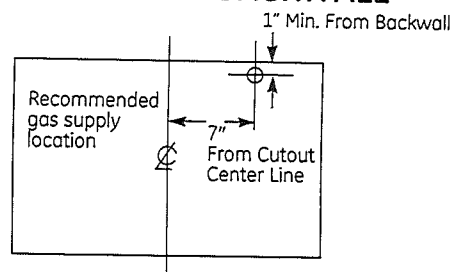 1" Min. From Backwall
Recommended
gas supply
location
7"
From Cutout
Center Line
℄